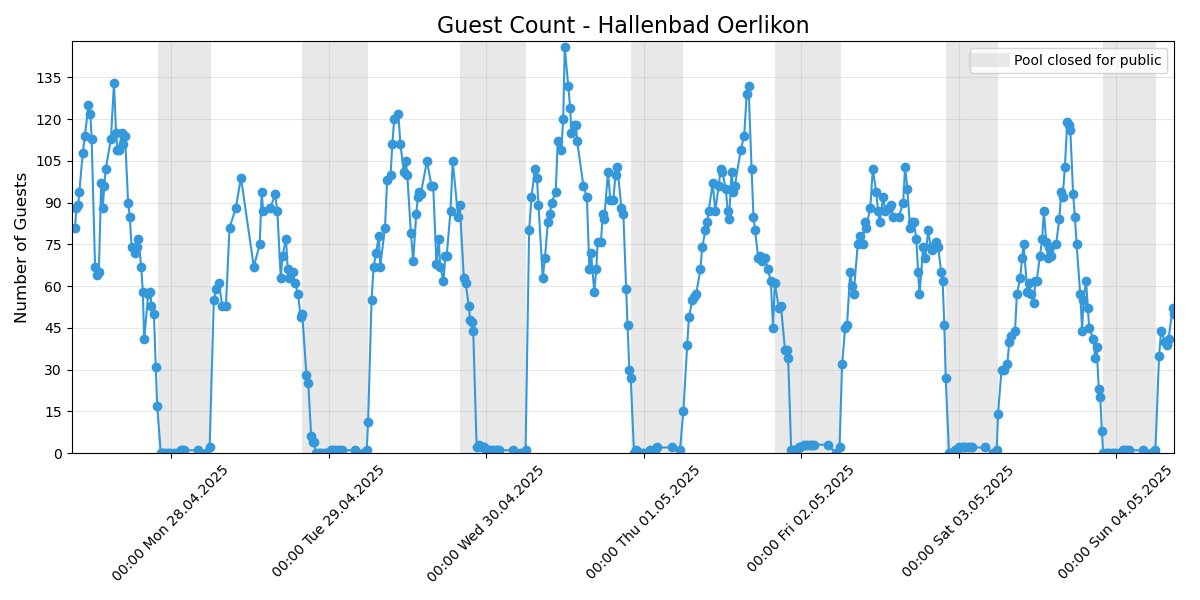 Guest Count - Hallenbad Oerlikon
Pool closed for public
Number of Guests
135
120
105
90
75
60
45
30
15
0
00:00 Mon 28.04.2025
00:00 Tue 29.04.2025
00:00 Wed 30.04.2025
00:00 Thu 01.05.2025
00:00 Fri 02.05.2025
00:00 Sat 03.05.2025
00:00 Sun 04.05.2025